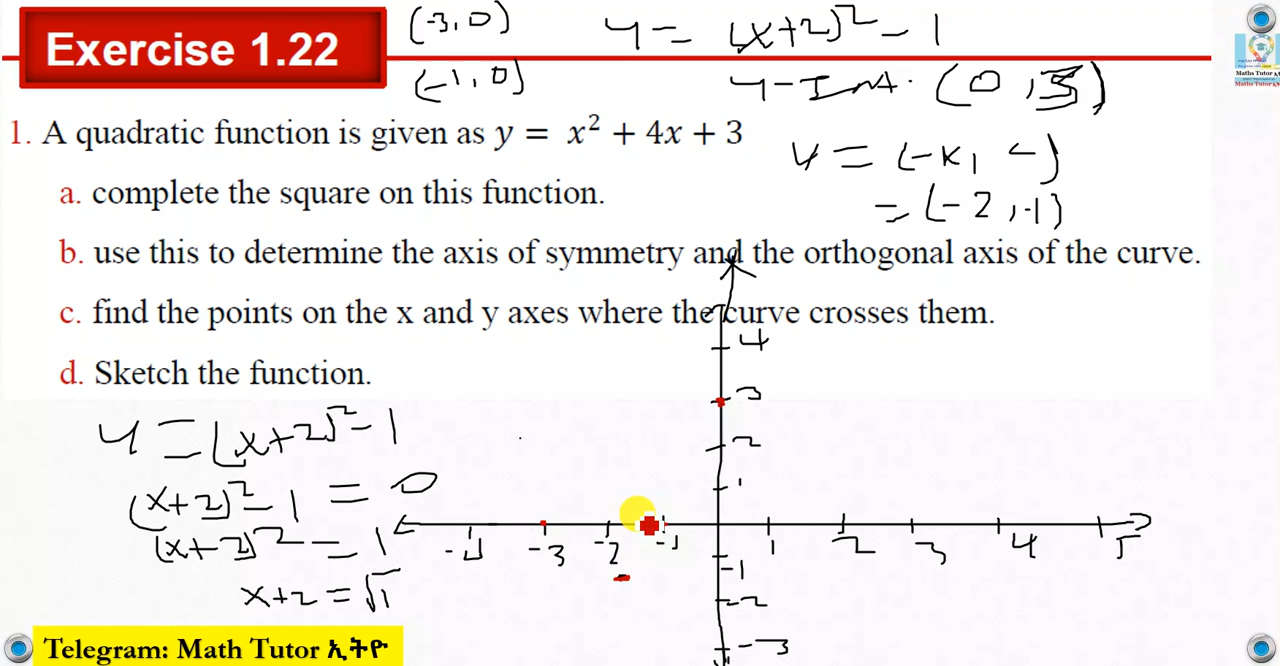 (-3, 0)
y = (x+2)² - 1
Exercise 1.22
(-1, 0)
y-Int. (0, 3)
1. A quadratic function is given as y = x² + 4x + 3
V = (-k, c)
= (-2, -1)
a. complete the square on this function.
b. use this to determine the axis of symmetry and the orthogonal axis of the curve.
c. find the points on the x and y axes where the curve crosses them.
d. Sketch the function.
y = (x+2)² - 1
(x+2)² - 1 = 0
(x+2)² = 1
x+2 = √1
4
3
2
1
-4 -3 -2 -1 1 2 3 4 5
-1
-2
-3
Telegram: Math Tutor ኢትዮ